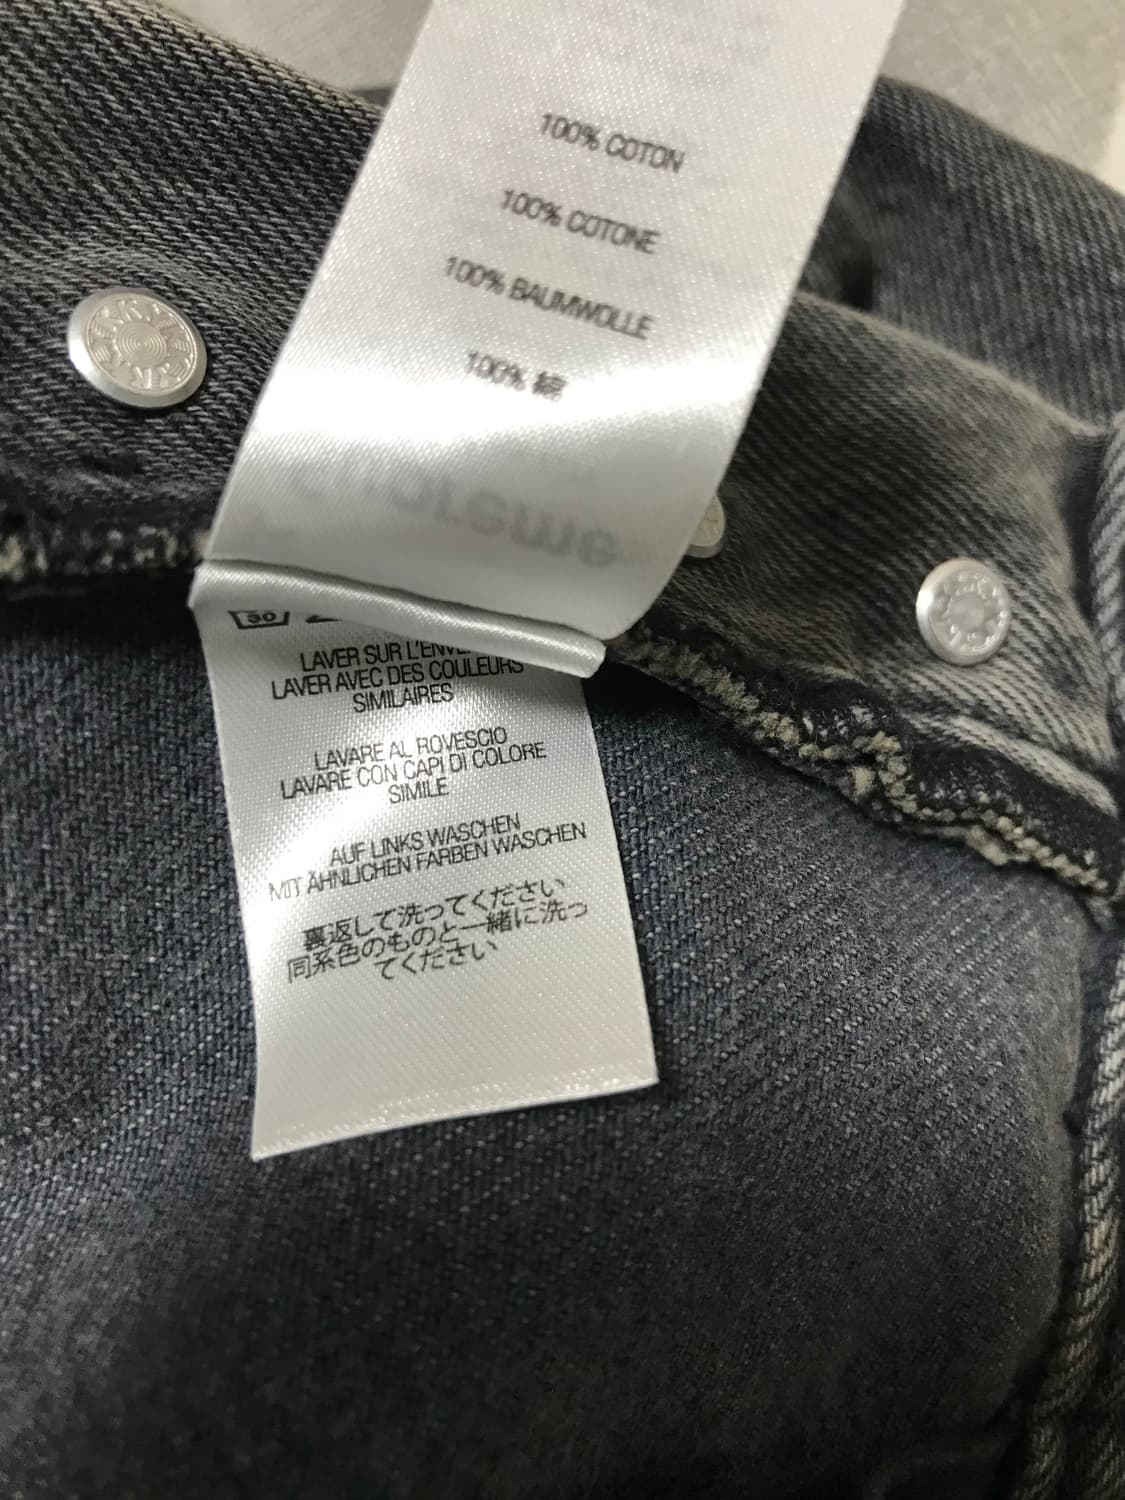 100% COTON
100% COTONE
100% BAUMWOLLE
100% 綿
30
LAVER SUR L'ENVE
LAVER AVEC DES COULEURS
SIMILAIRES
LAVARE AL ROVESCIO
LAVARE CON CAPI DI COLORE
SIMILE
AUF LINKS WASCHEN
MIT ÄHNLICHEN FARBEN WASCHEN
裏返して洗ってください
同系色のものと一緒に洗っ
てください